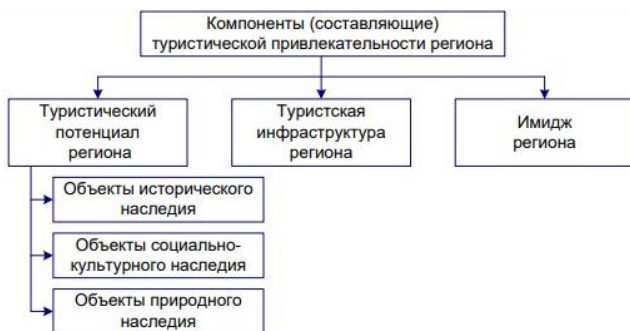 Компоненты (составляющие)
туристической привлекательности региона
Туристический
потенциал
региона
Туристская
инфраструктура
региона
Имидж
региона
Объекты исторического
наследия
Объекты социально-
культурного наследия
Объекты природного
наследия